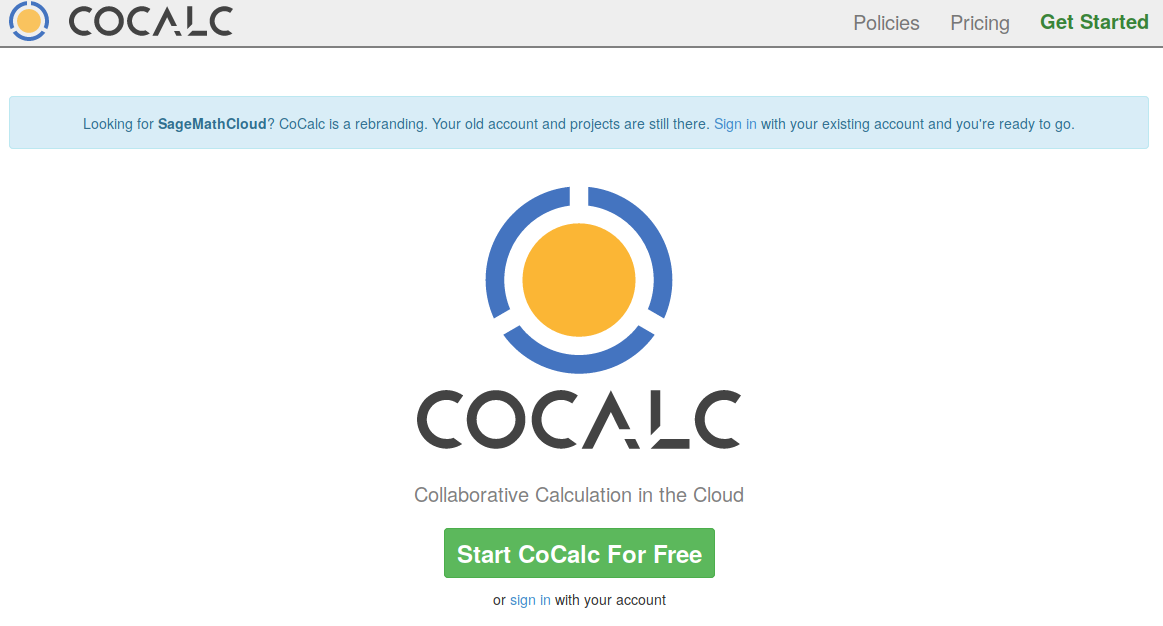 COCALC
Policies Pricing Get Started
Looking for SageMathCloud? CoCalc is a rebranding. Your old account and projects are still there. Sign in with your existing account and you're ready to go.
COCALC
Collaborative Calculation in the Cloud
Start CoCalc For Free
or sign in with your account